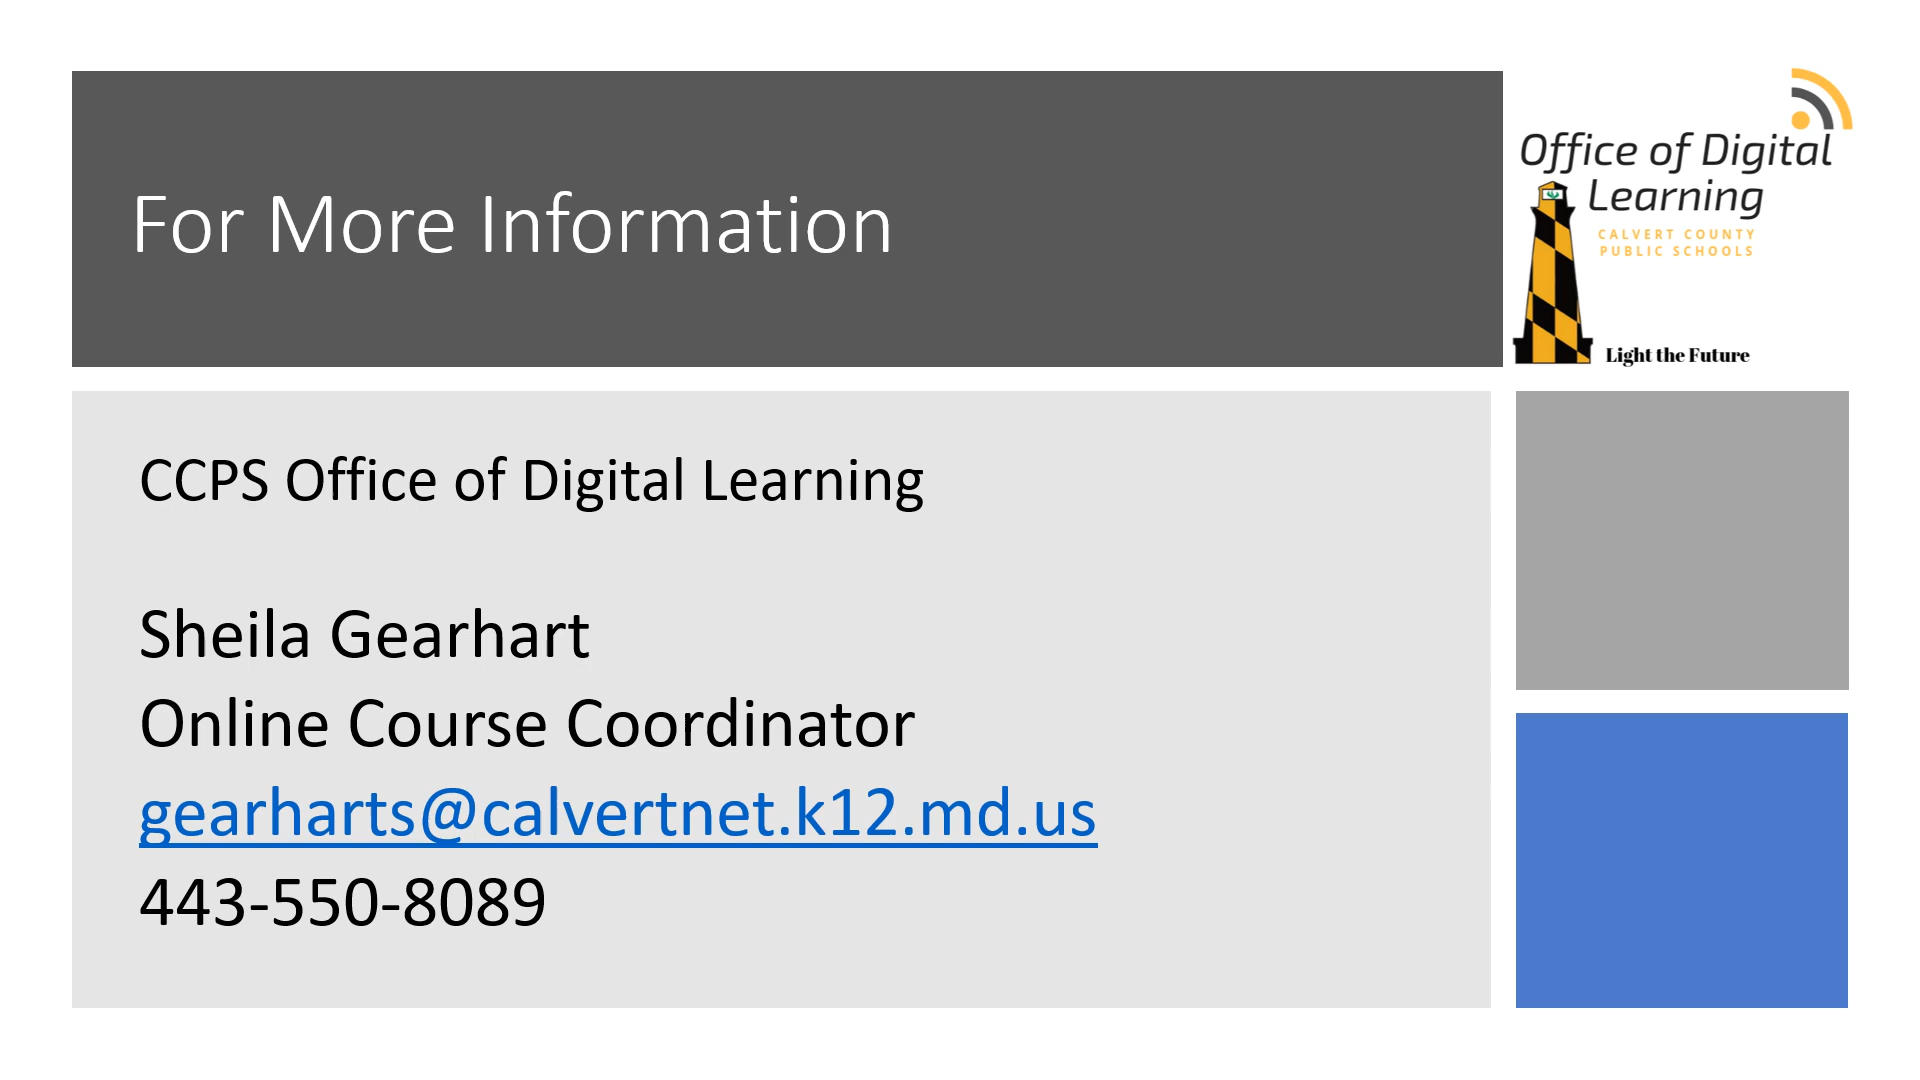 For More Information
Office of Digital
Learning
CALVERT COUNTY
PUBLIC SCHOOLS
Light the Future
CCPS Office of Digital Learning
Sheila Gearhart
Online Course Coordinator
gearharts@calvertnet.k12.md.us
443-550-8089